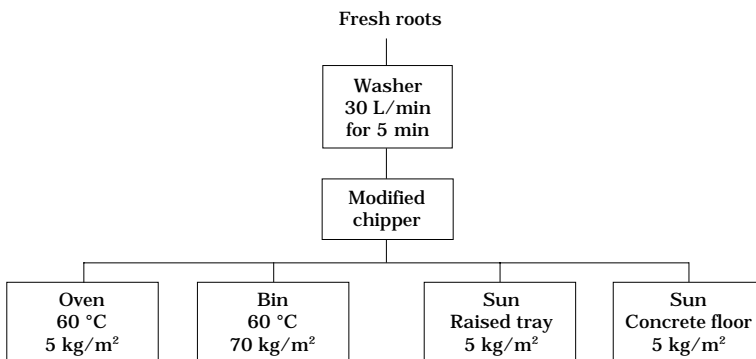 Fresh roots
Washer
30 L/min
for 5 min
Modified
chipper
Oven
60 °C
5 kg/m²
Bin
60 °C
70 kg/m²
Sun
Raised tray
5 kg/m²
Sun
Concrete floor
5 kg/m²